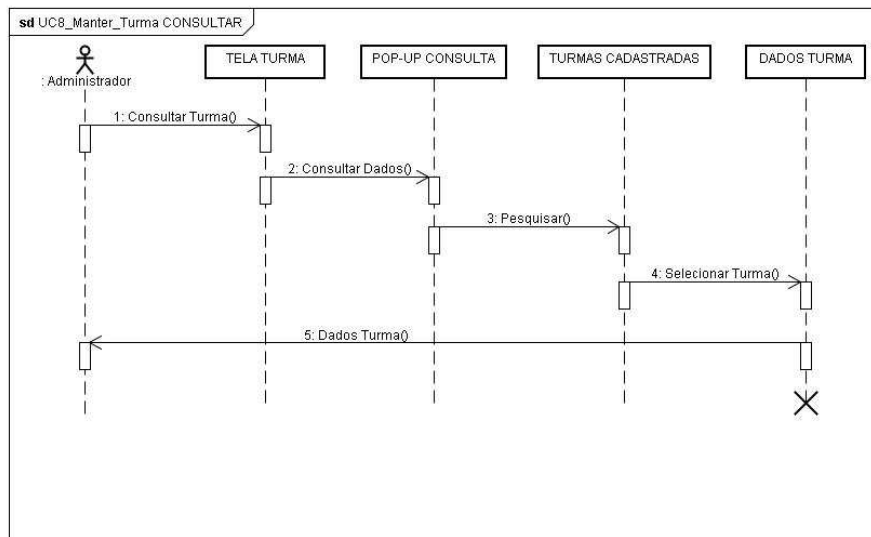 sd UC8_Manter_Turma CONSULTAR
: Administrador
TELA TURMA
POP-UP CONSULTA
TURMAS CADASTRADAS
DADOS TURMA
1: Consultar Turma()
2: Consultar Dados()
3: Pesquisar()
4: Selecionar Turma()
5: Dados Turma()